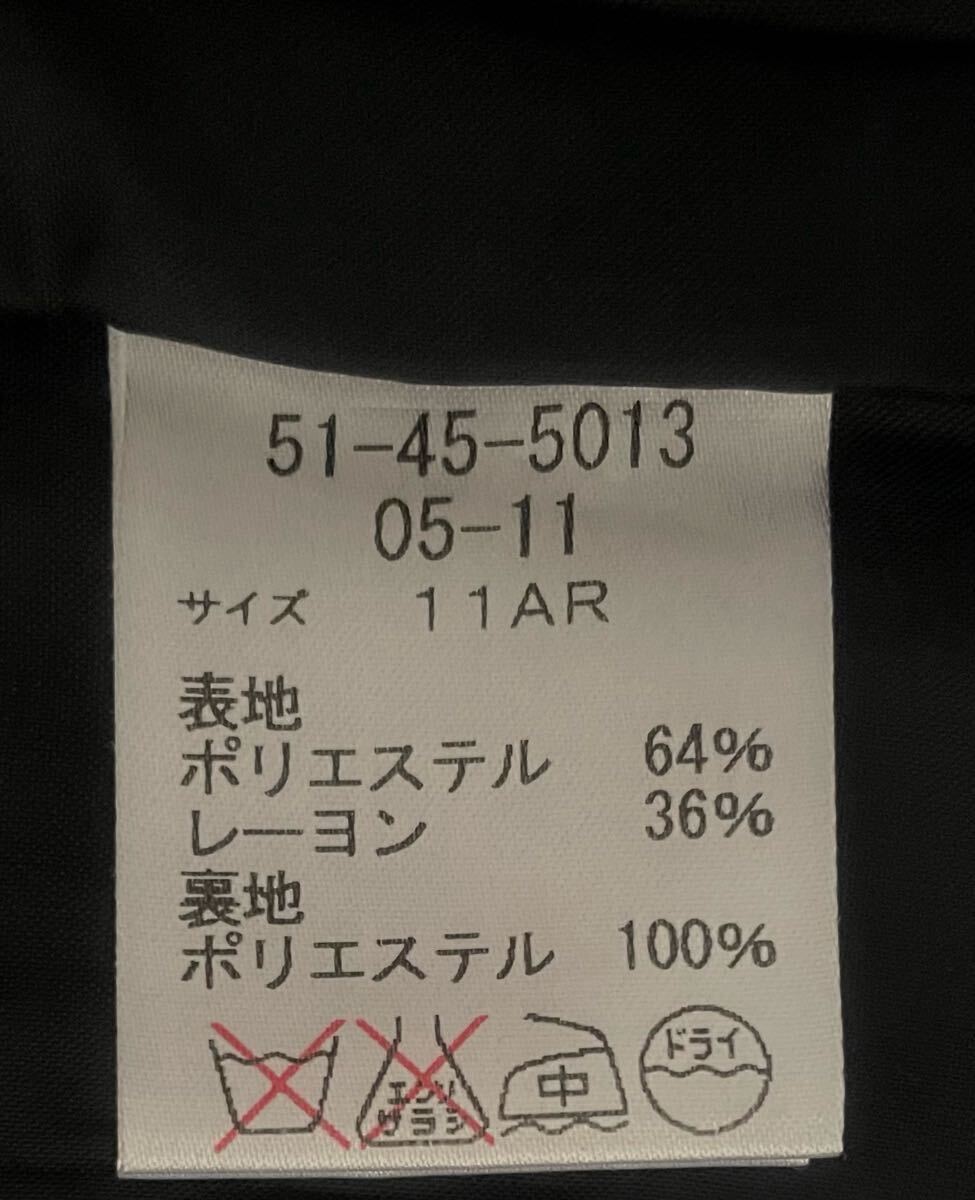 51-45-5013
05-11
サイズ 11AR
表地
ポリエステル 64%
レーヨン 36%
裏地
ポリエステル 100%
エンソ
サラシ
中
ドライ